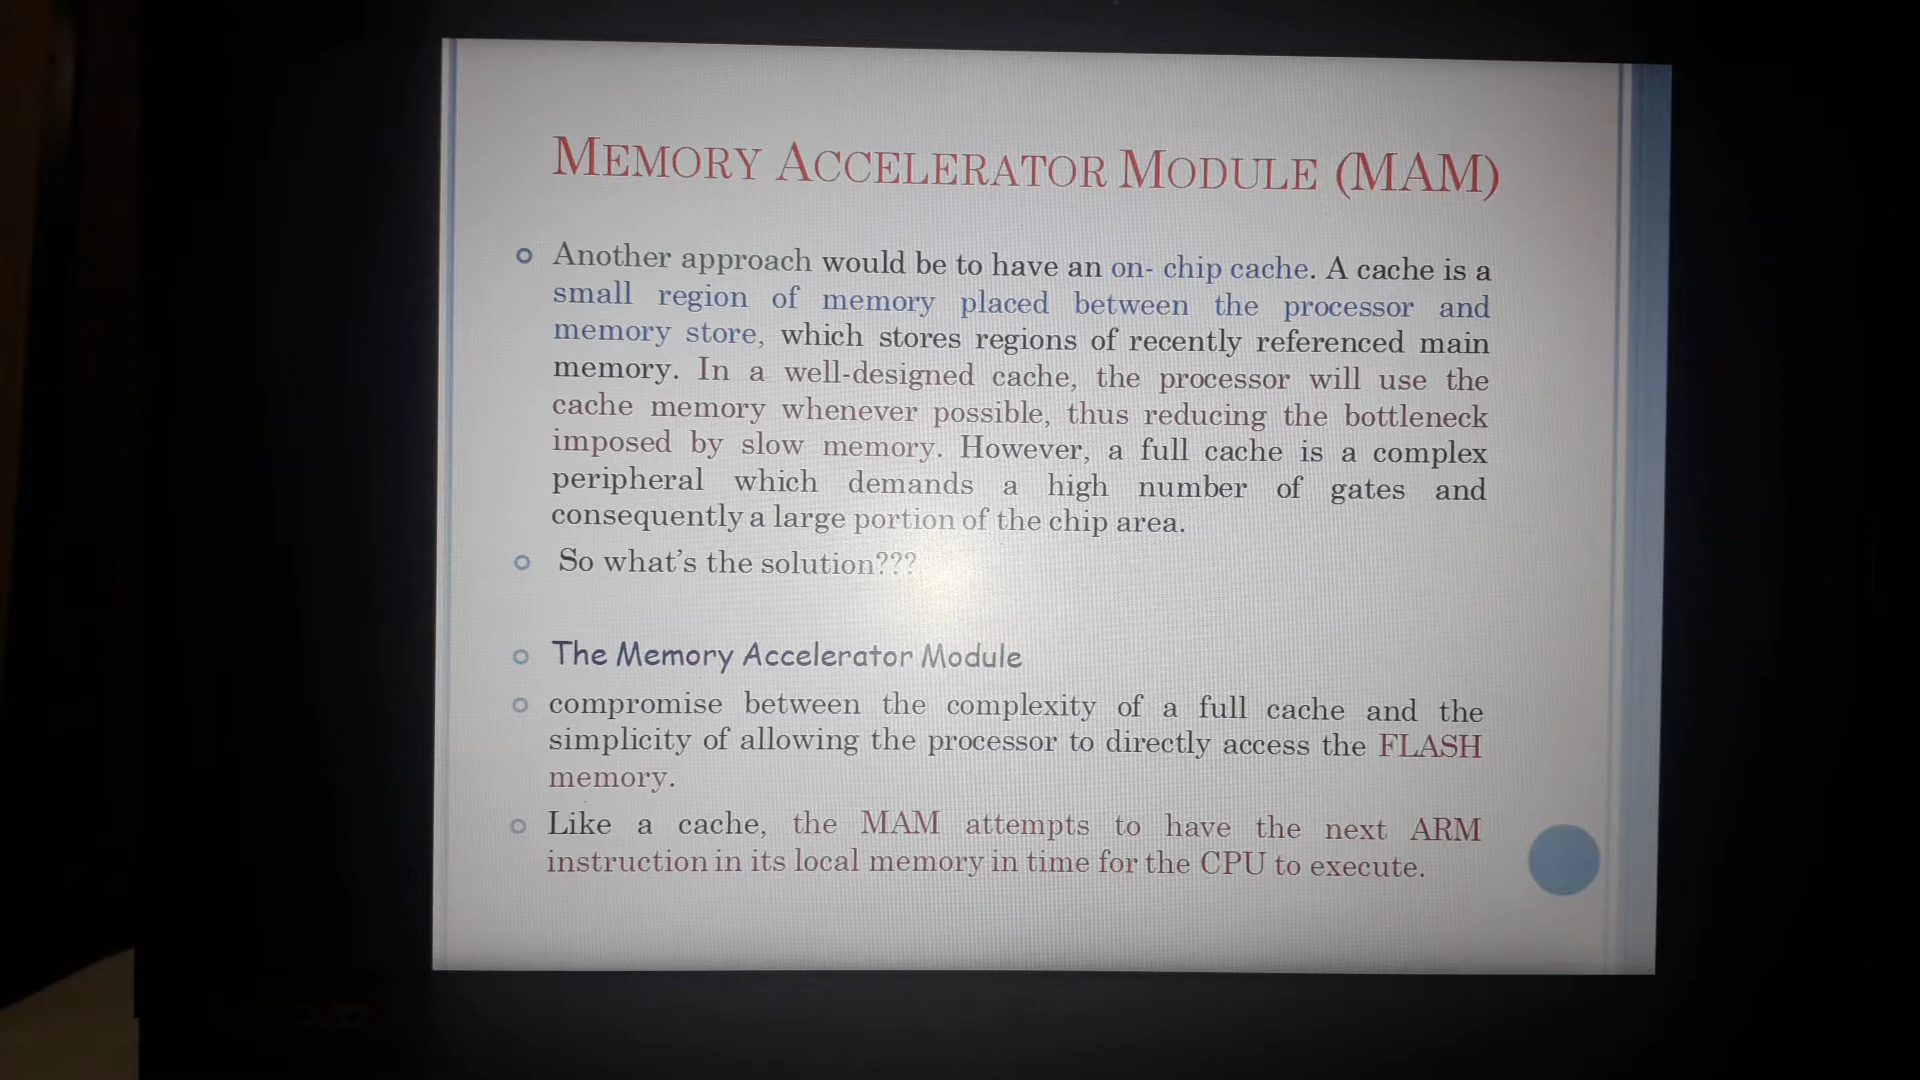 MEMORY ACCELERATOR MODULE (MAM)
Another approach would be to have an on- chip cache. A cache is a
small region of memory placed between the processor and
memory store, which stores regions of recently referenced main
memory. In a well-designed cache, the processor will use the
cache memory whenever possible, thus reducing the bottleneck
imposed by slow memory. However, a full cache is a complex
peripheral which demands a high number of gates and
consequently a large portion of the chip area.
So what's the solution???
The Memory Accelerator Module
compromise between the complexity of a full cache and the
simplicity of allowing the processor to directly access the FLASH
memory.
Like a cache, the MAM attempts to have the next ARM
instruction in its local memory in time for the CPU to execute.